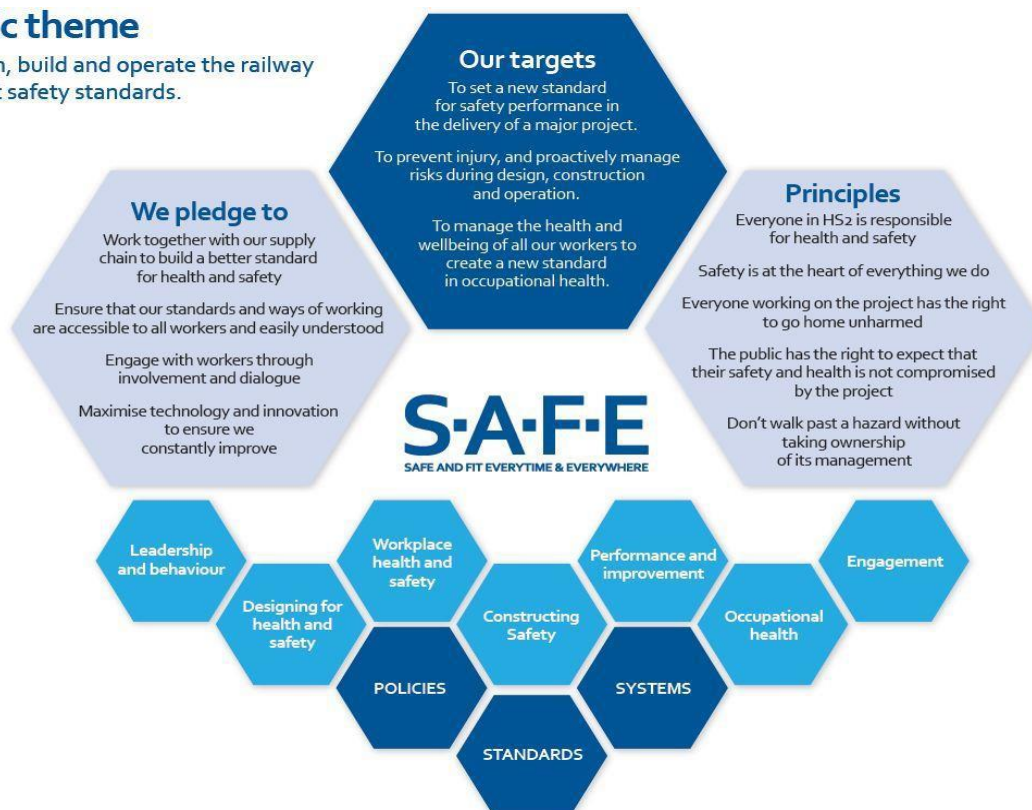 c theme
, build and operate the railway
t safety standards.
Our targets
To set a new standard
for safety performance in
the delivery of a major project.
To prevent injury, and proactively manage
risks during design, construction
and operation.
To manage the health and
wellbeing of all our workers to
create a new standard
in occupational health.
We pledge to
Work together with our supply
chain to build a better standard
for health and safety
Ensure that our standards and ways of working
are accessible to all workers and easily understood
Engage with workers through
involvement and dialogue
Maximise technology and innovation
to ensure we
constantly improve
Principles
Everyone in HS2 is responsible
for health and safety
Safety is at the heart of everything we do
Everyone working on the project has the right
to go home unharmed
The public has the right to expect that
their safety and health is not compromised
by the project
Don't walk past a hazard without
taking ownership
of its management
S·A·F·E
SAFE AND FIT EVERYTIME & EVERYWHERE
Leadership
and behaviour
Designing for
health and
safety
Workplace
health and
safety
Constructing
Safety
Performance and
improvement
Occupational
health
Engagement
POLICIES
STANDARDS
SYSTEMS